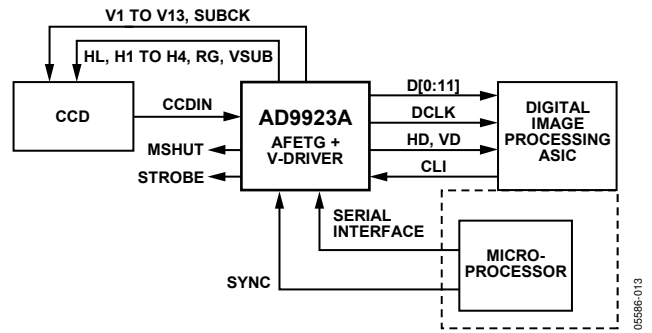 V1 TO V13, SUBCK
HL, H1 TO H4, RG, VSUB
CCD
CCDIN
MSHUT
STROBE
AD9923A
AFETG +
V-DRIVER
D[0:11]
DCLK
HD, VD
CLI
DIGITAL
IMAGE
PROCESSING
ASIC
SERIAL
INTERFACE
SYNC
MICRO-
PROCESSOR
05586-013